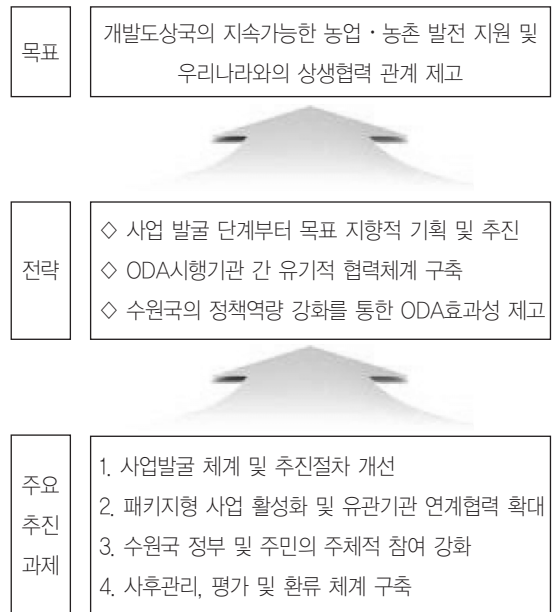 목표
개발도상국의 지속가능한 농업·농촌 발전 지원 및
우리나라와의 상생협력 관계 제고
전략
◇ 사업 발굴 단계부터 목표 지향적 기획 및 추진
◇ ODA시행기관 간 유기적 협력체계 구축
◇ 수원국의 정책역량 강화를 통한 ODA효과성 제고
주요
추진
과제
1. 사업발굴 체계 및 추진절차 개선
2. 패키지형 사업 활성화 및 유관기관 연계협력 확대
3. 수원국 정부 및 주민의 주체적 참여 강화
4. 사후관리, 평가 및 환류 체계 구축